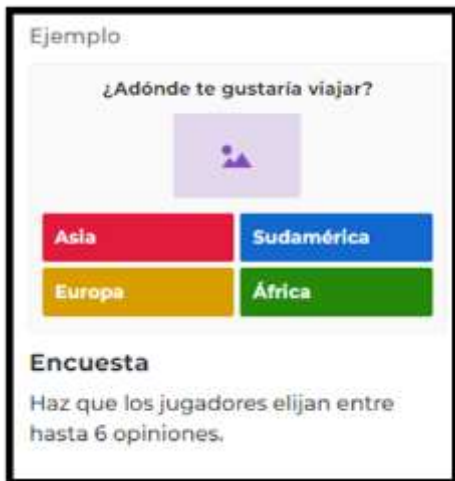 Ejemplo
¿Adónde te gustaría viajar?
Asia
Sudamérica
Europa
África
Encuesta
Haz que los jugadores elijan entre
hasta 6 opiniones.